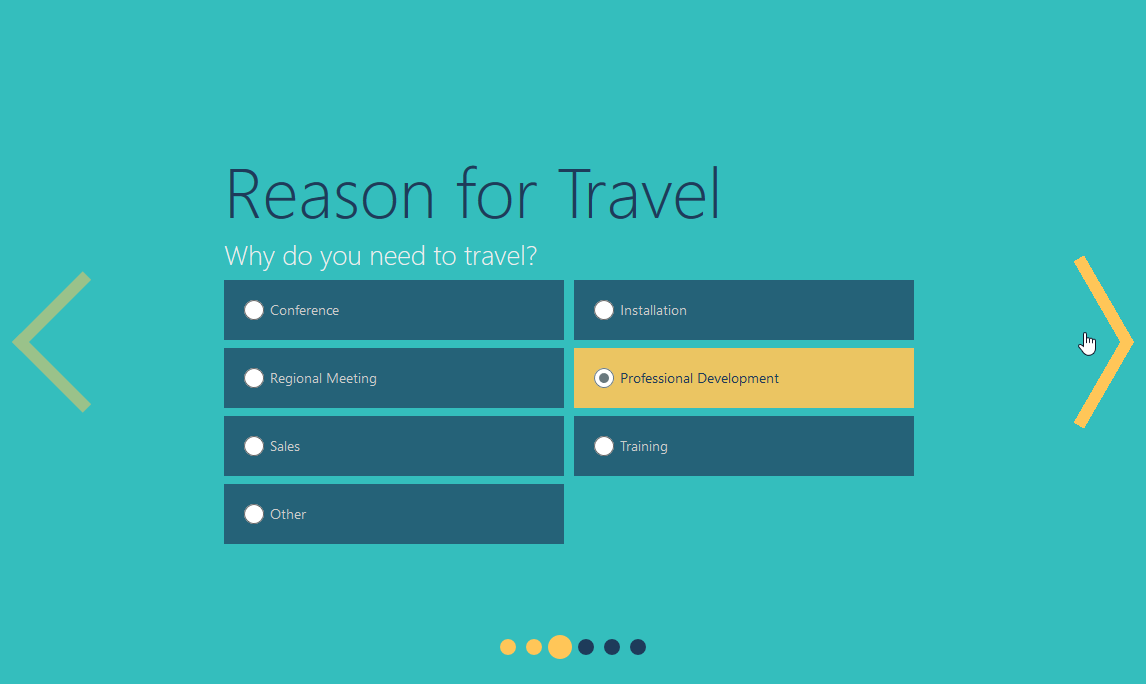 Reason for Travel
Why do you need to travel?
Conference
Installation
Regional Meeting
Professional Development
Sales
Training
Other